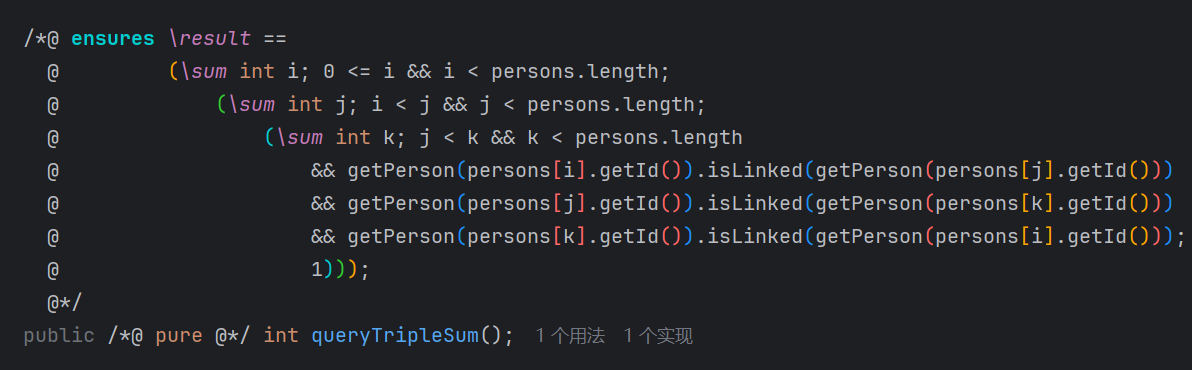 /*@ ensures \result ==
  @         (\sum int i; 0 <= i && i < persons.length;
  @             (\sum int j; i < j && j < persons.length;
  @                 (\sum int k; j < k && k < persons.length
  @                     && getPerson(persons[i].getId()).isLinked(getPerson(persons[j].getId()))
  @                     && getPerson(persons[j].getId()).isLinked(getPerson(persons[k].getId()))
  @                     && getPerson(persons[k].getId()).isLinked(getPerson(persons[i].getId()));
  @                     1)));
  @*/
public /*@ pure @*/ int queryTripleSum(); 1个用法 1个实现